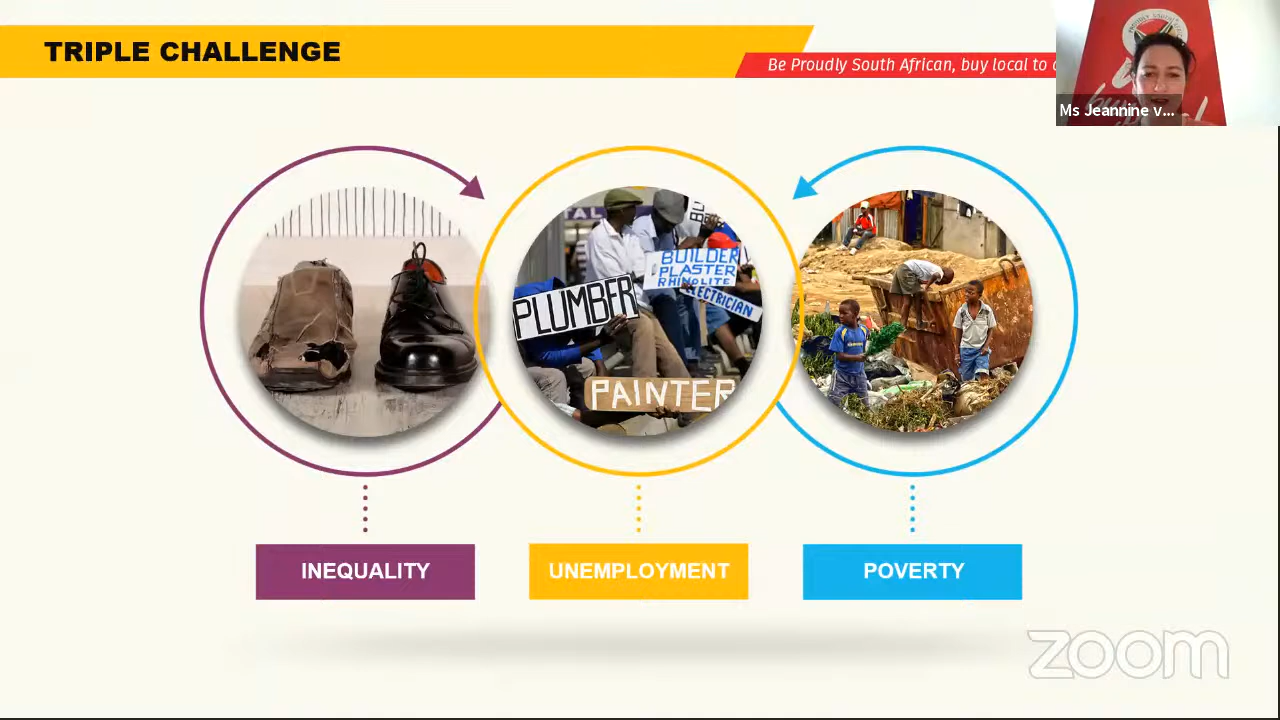 TRIPLE CHALLENGE
Be Proudly South African, buy local to
Ms Jeannine v...
PLUMBER
BUILDER
PLASTER
RHINOLITE
ELECTRICIAN
PAINTER
INEQUALITY
UNEMPLOYMENT
POVERTY
zoom